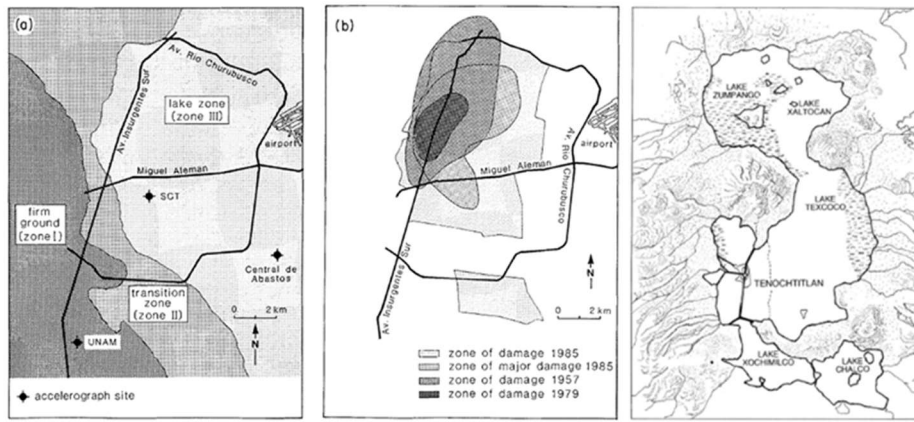 (a)
Av. Rio Churubusco
Av. Insurgentes Sur
lake zone
(zone III)
airport
Miguel Aleman
SCT
firm
ground
(zone I)
Central de
Abastos
transition
zone
(zone II)
N
0 2 km
UNAM
accelerograph site
(b)
airport
Miguel Aleman
Av. Rio Churubusco
Av. Insurgentes Sur
N
0 2 km
zone of damage 1985
zone of major damage 1985
zone of damage 1957
zone of damage 1979
LAKE
ZUMPANGO
LAKE
XALTOCAN
LAKE
TEXCOCO
TENOCHTITLAN
LAKE
XOCHIMILCO
LAKE
CHALCO